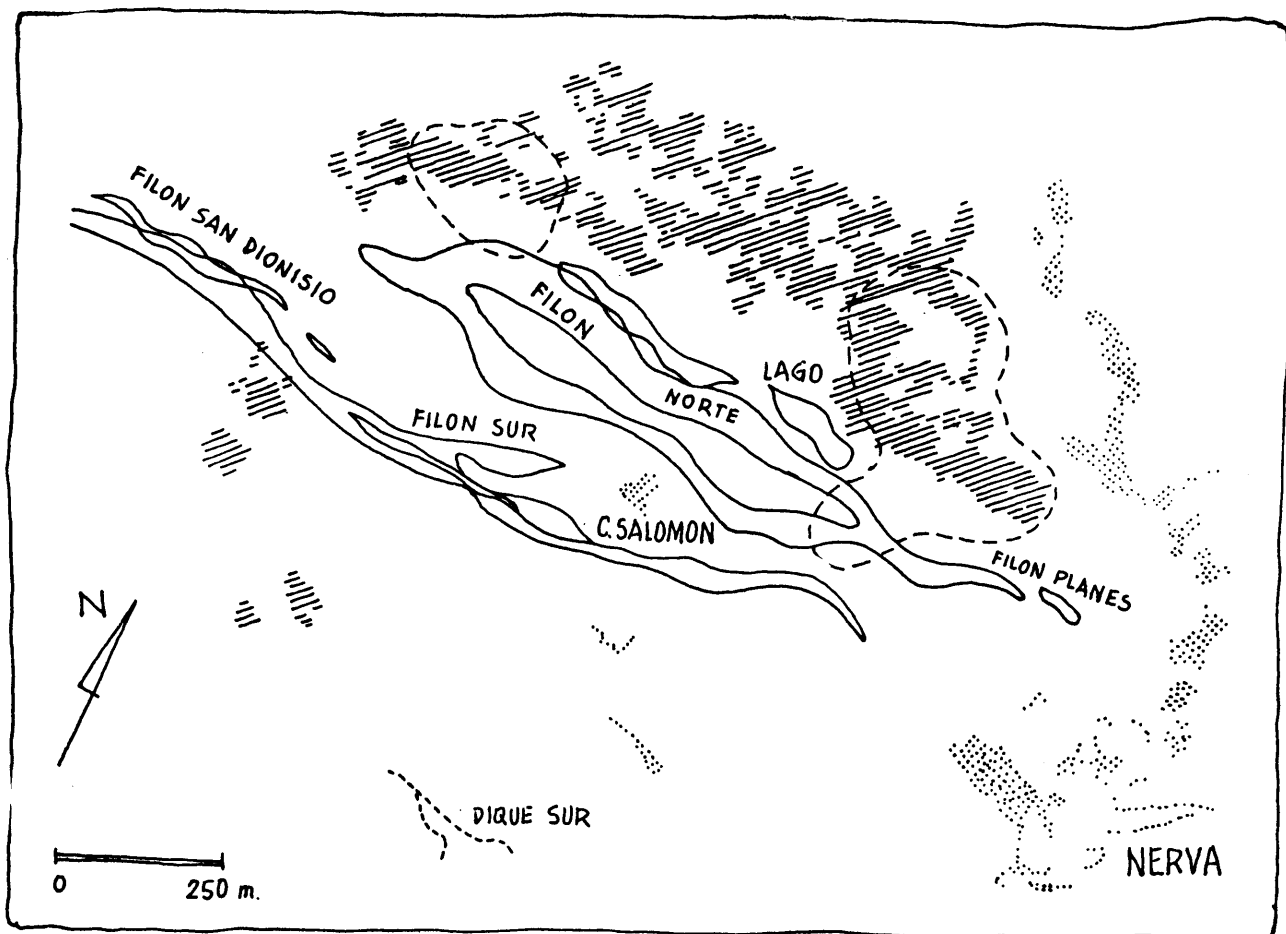 FILON SAN DIONISIO
FILON
NORTE
LAGO
FILON SUR
C. SALOMON
FILON PLANES
N
DIQUE SUR
0 250 m.
NERVA